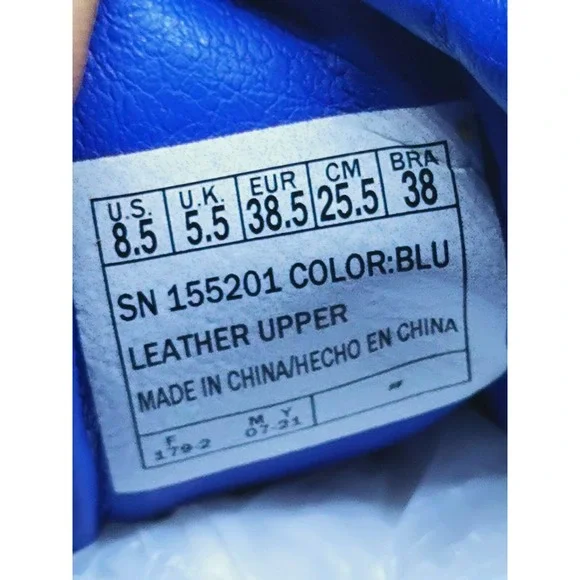 U.S. U.K. EUR CM BRA
8.5 5.5 38.5 25.5 38
SN 155201 COLOR:BLU
LEATHER UPPER
MADE IN CHINA/HECHO EN CHINA
F M Y
179-2 07-21